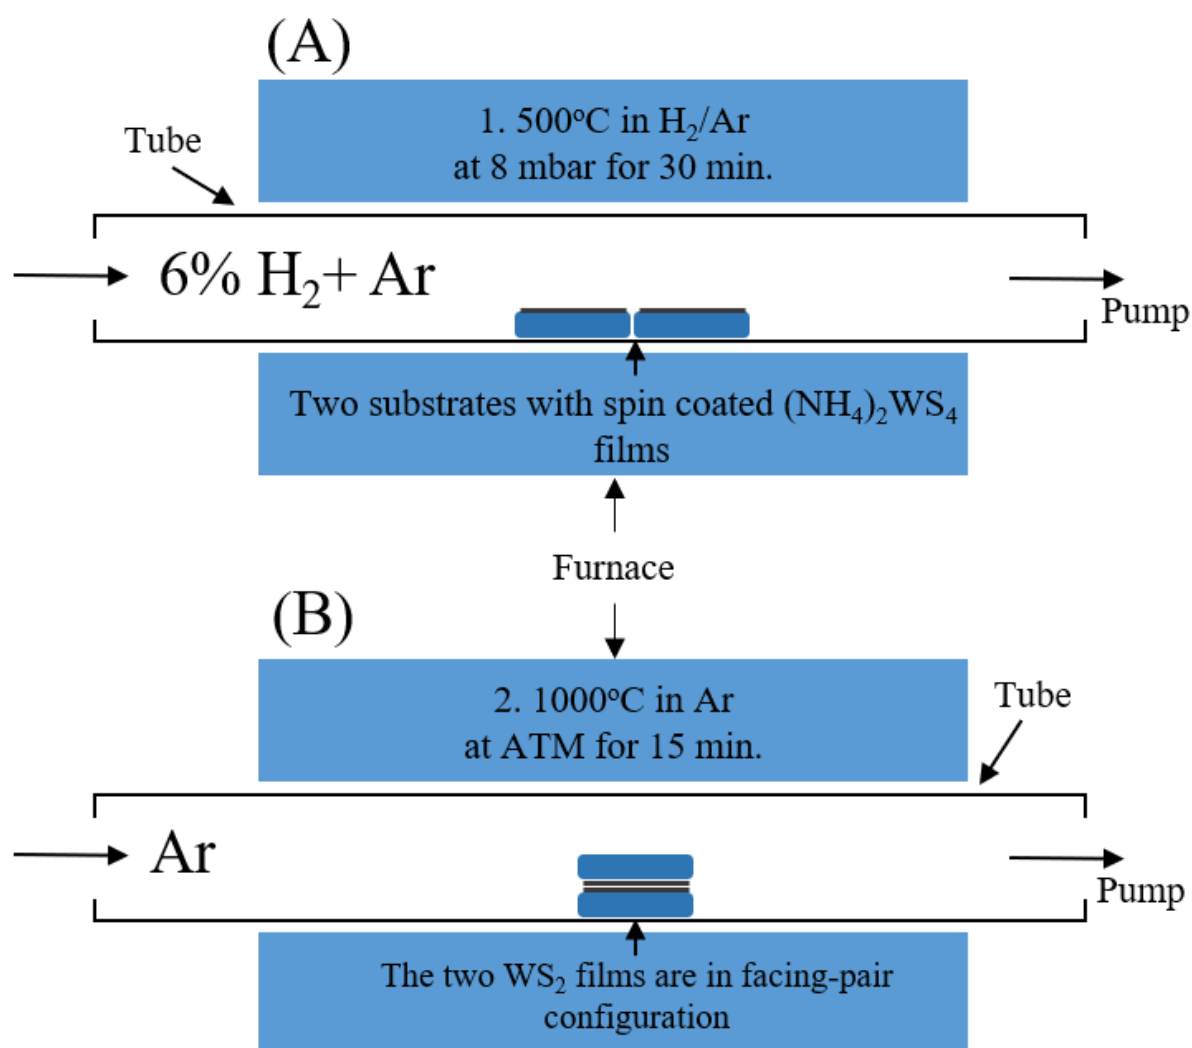 (A)
1. 500°C in H₂/Ar
at 8 mbar for 30 min.
Tube
6% H₂+ Ar
Pump
Two substrates with spin coated (NH₄)₂WS₄
films
Furnace
(B)
2. 1000°C in Ar
at ATM for 15 min.
Tube
Ar
Pump
The two WS₂ films are in facing-pair
configuration